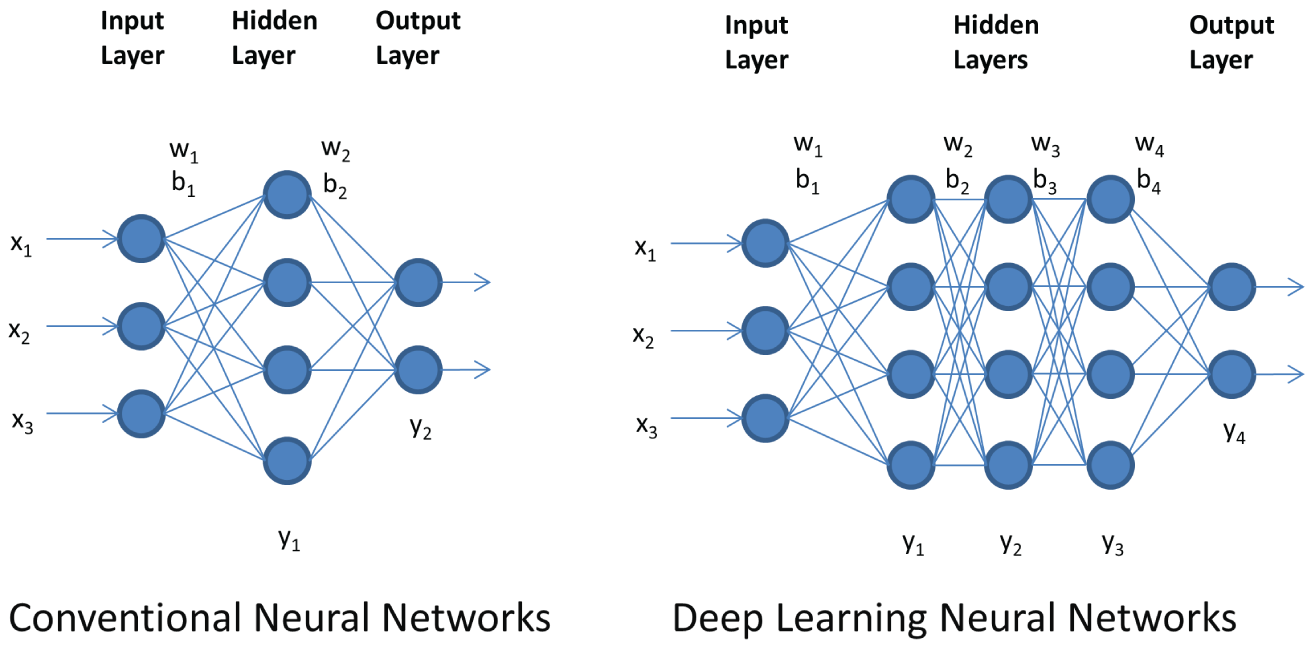 Input
Layer
Hidden
Layer
Output
Layer
w₁
b₁
w₂
b₂
x₁
x₂
x₃
y₂
y₁
Conventional Neural Networks
Input
Layer
Hidden
Layers
Output
Layer
w₁
b₁
w₂
b₂
w₃
b₃
w₄
b₄
x₁
x₂
x₃
y₄
y₁
y₂
y₃
Deep Learning Neural Networks